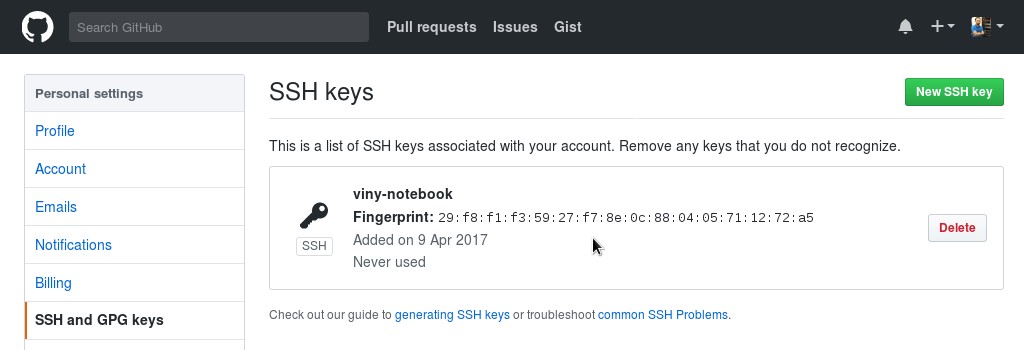 Search GitHub Pull requests Issues Gist
Personal settings
Profile
Account
Emails
Notifications
Billing
SSH and GPG keys
SSH keys
New SSH key
This is a list of SSH keys associated with your account. Remove any keys that you do not recognize.
SSH
viny-notebook
Fingerprint: 29:f8:f1:f3:59:27:f7:8e:0c:88:04:05:71:12:72:a5
Added on 9 Apr 2017
Never used
Delete
Check out our guide to generating SSH keys or troubleshoot common SSH Problems.